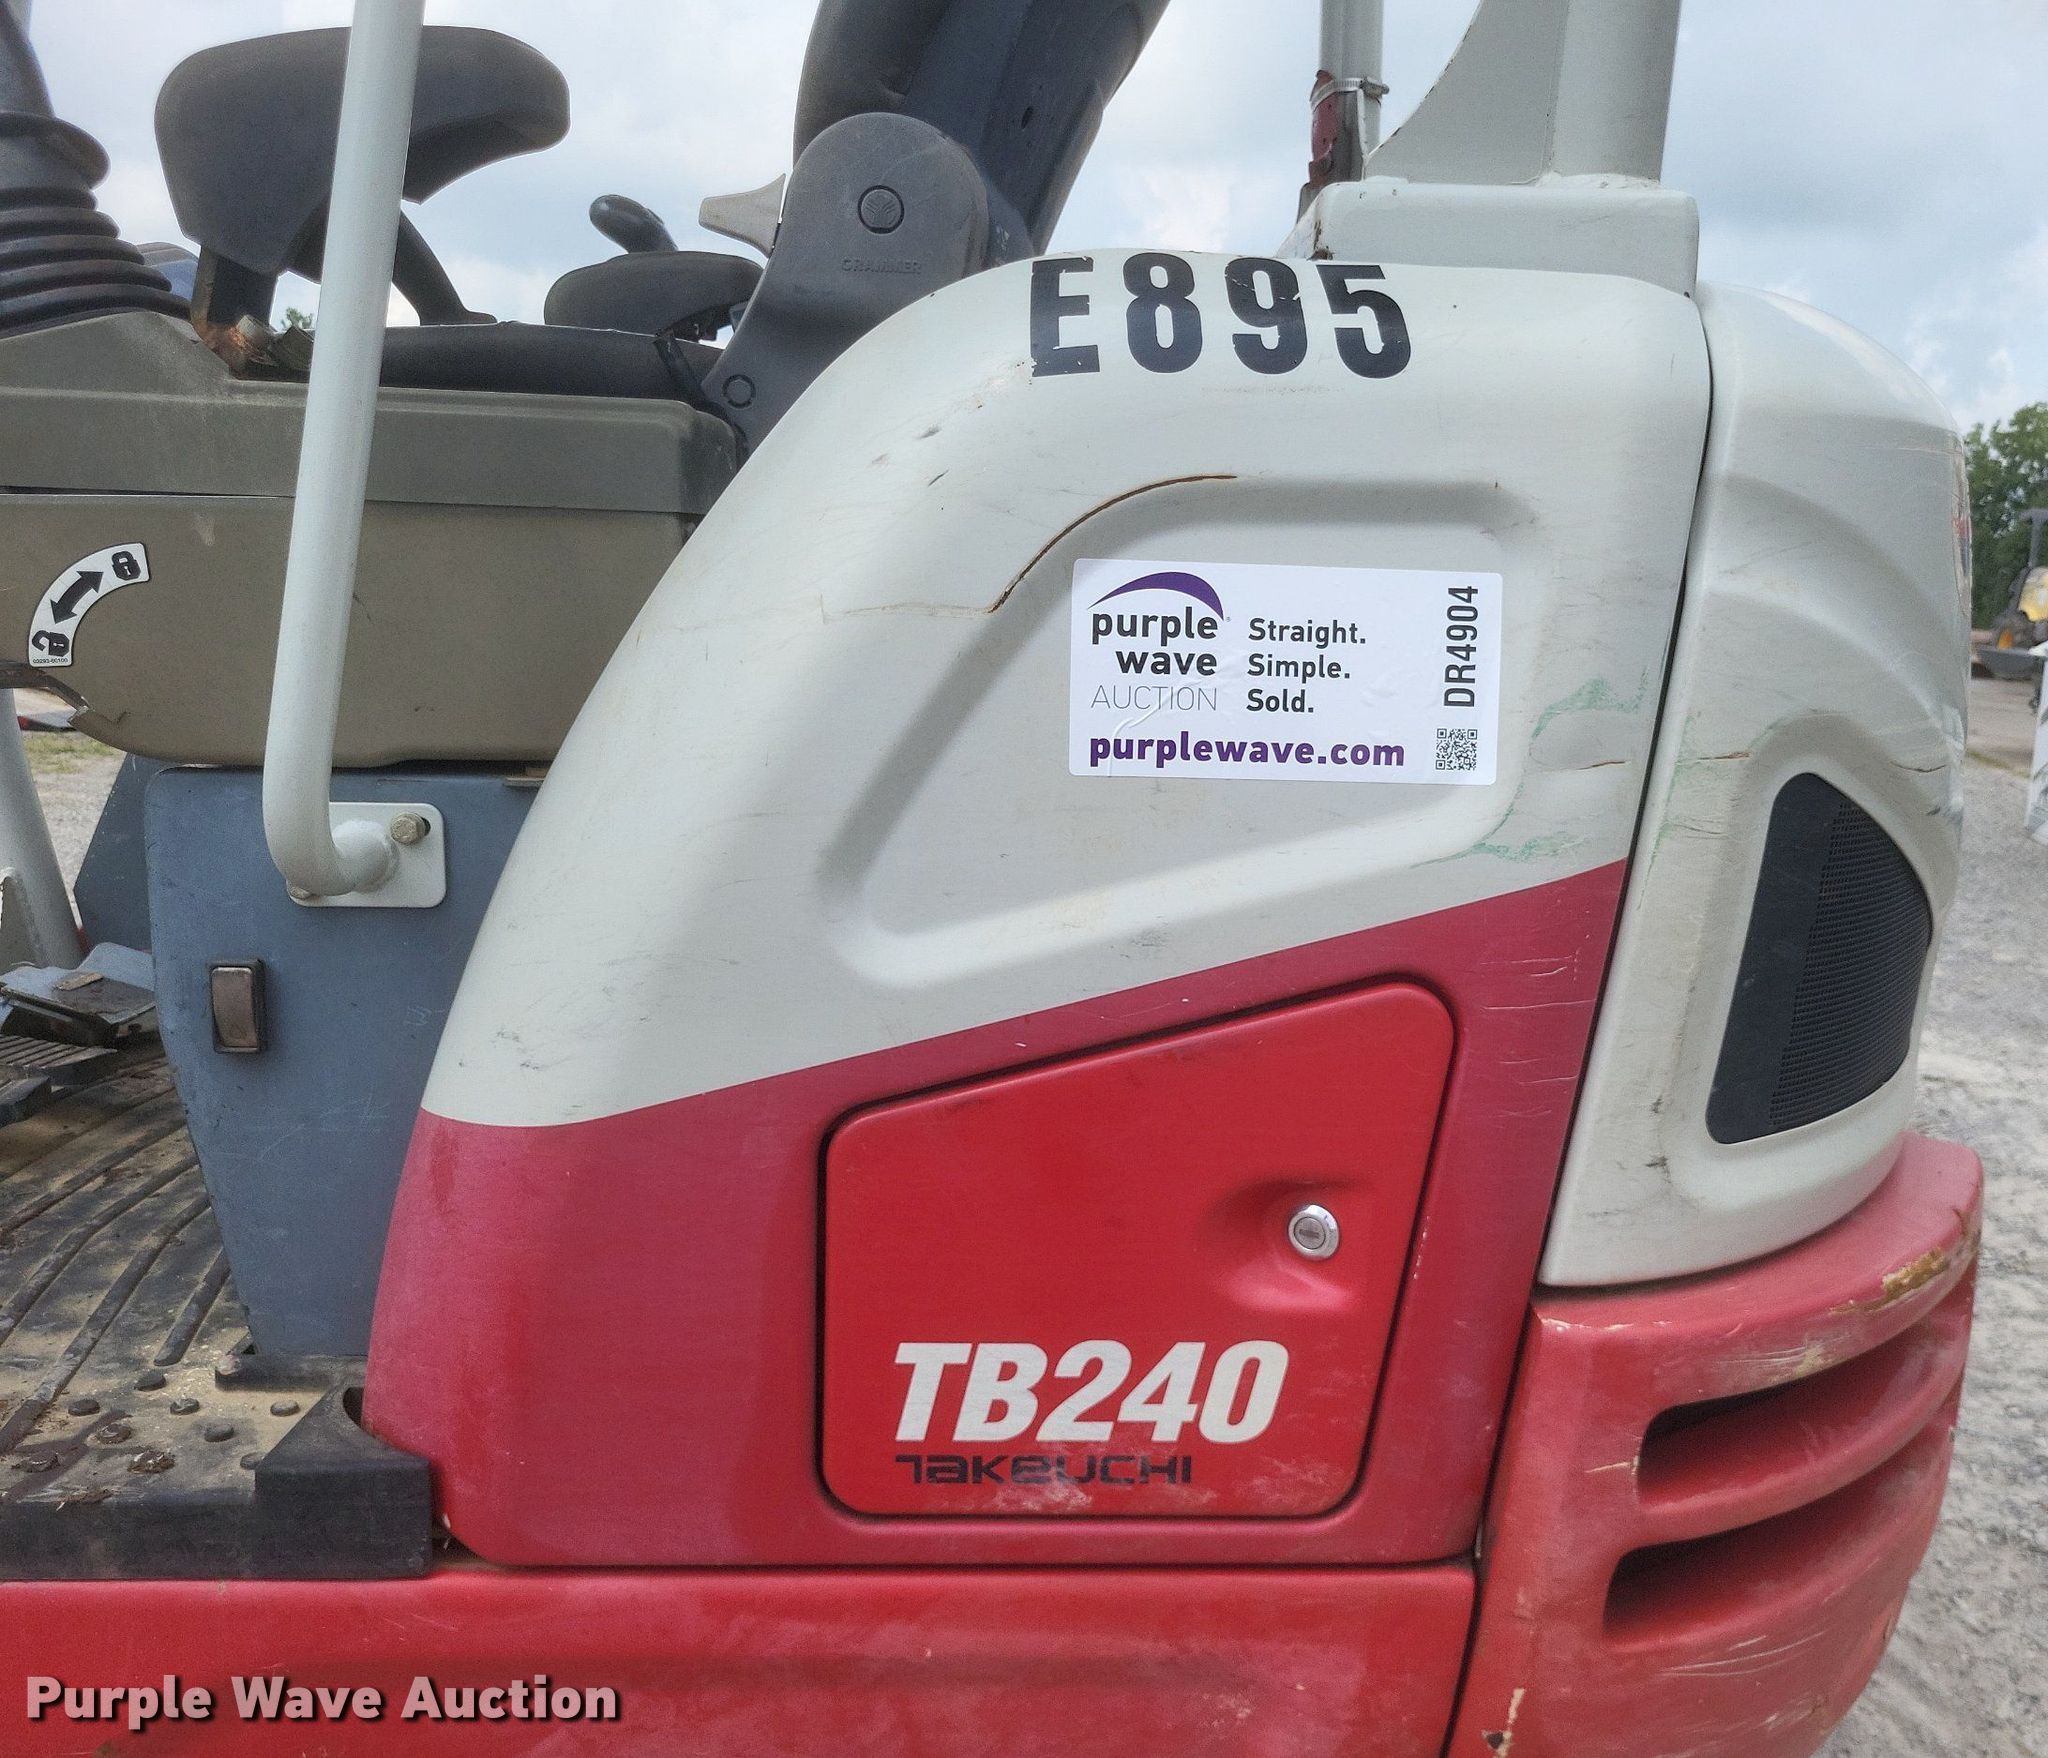 E895
GRAMMER
purple
wave
AUCTION
Straight.
Simple.
Sold.
DR4904
purplewave.com
TB240
TAKEUCHI
Purple Wave Auction